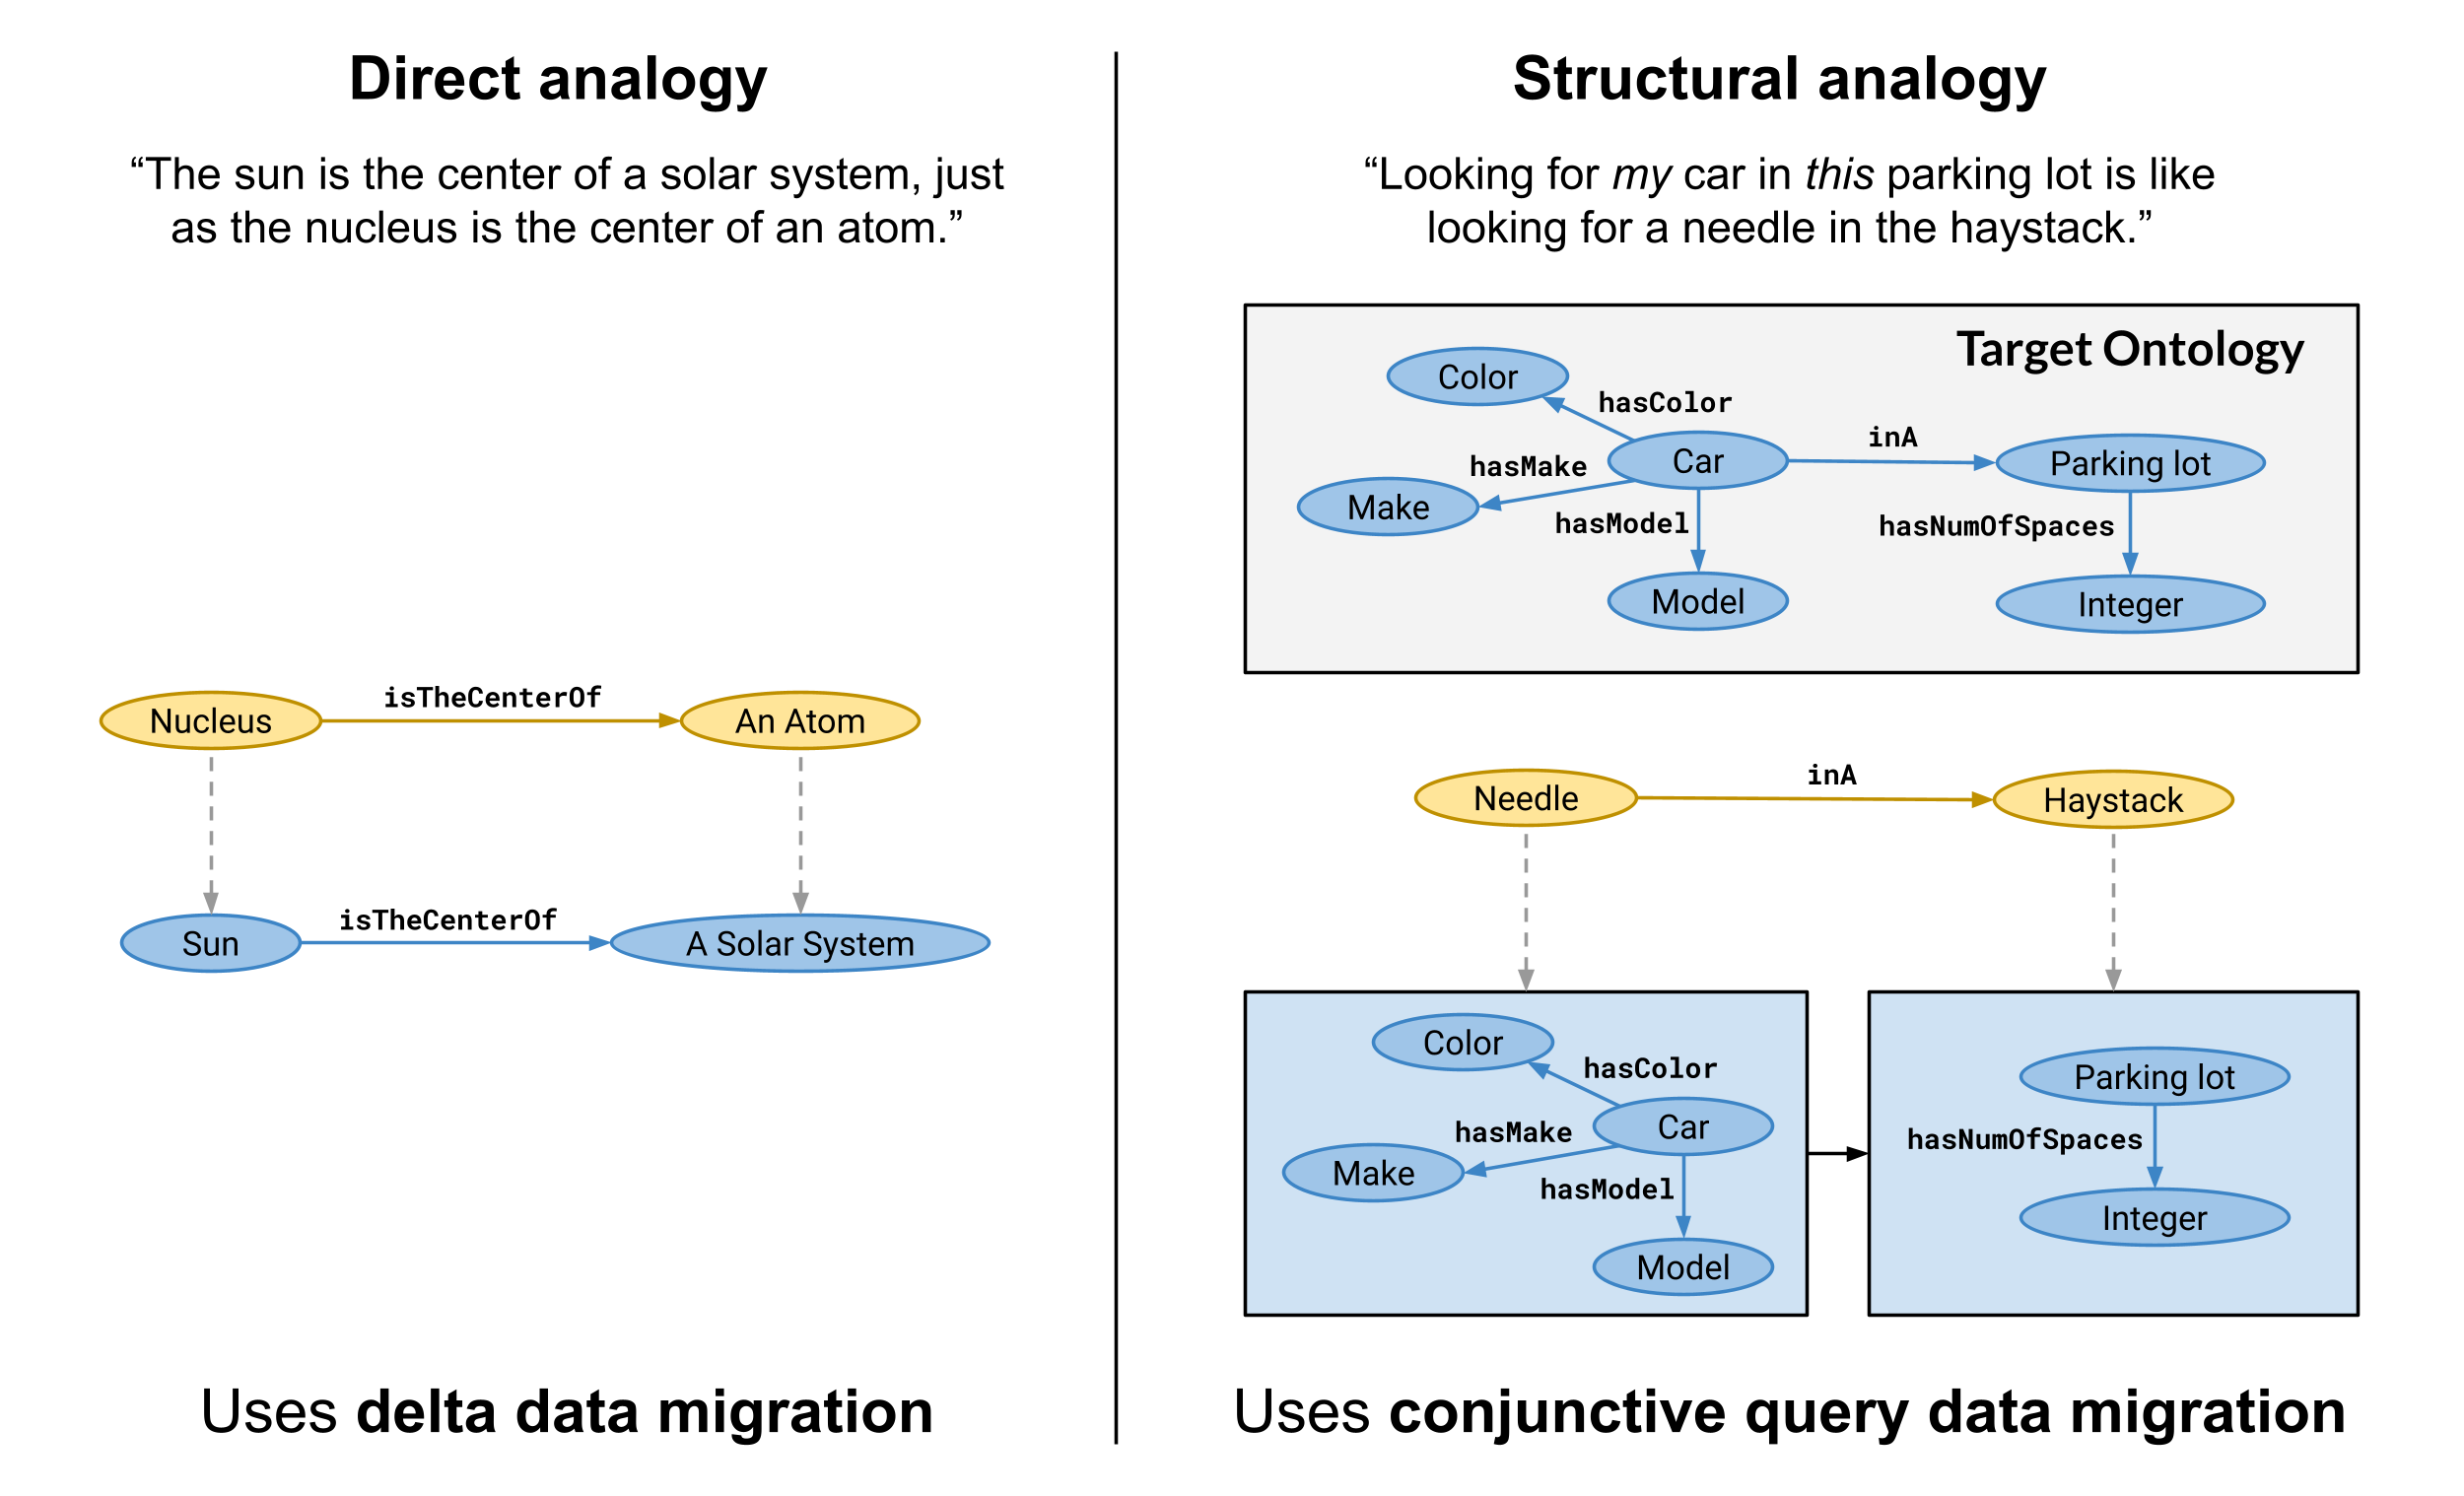 Direct analogy
“The sun is the center of a solar system, just
as the nucleus is the center of an atom.”
Nucleus
isTheCenterOf
An Atom
Sun
isTheCenterOf
A Solar System
Uses delta data migration
Structural analogy
“Looking for my car in this parking lot is like
looking for a needle in the haystack.”
Target Ontology
Color
hasColor
Car
inA
Parking lot
hasMake
Make
hasModel
hasNumOfSpaces
Model
Integer
Needle
inA
Haystack
Color
hasColor
Car
hasMake
Make
hasModel
Model
Parking lot
hasNumOfSpaces
Integer
Uses conjunctive query data migration